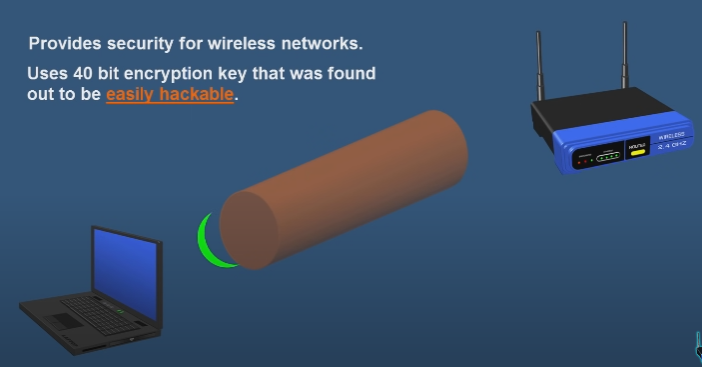 Provides security for wireless networks.
Uses 40 bit encryption key that was found
out to be easily hackable.
WIRELESS
2.4 GHZ